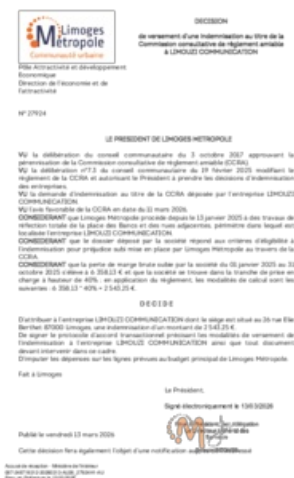 Limoges
Métropole
Communauté urbaine
DECISION
de versement d'une indemnisation au titre de la
Commission consultative de règlement amiable
à LIMOUZI COMMUNICATION
Pôle Attractivité et développement
Economique
Direction de l'économie et de
l'attractivité
N° 27924
LE PRESIDENT DE LIMOGES METROPOLE
VU la délibération du conseil communautaire du 3 octobre 2017 approuvant la
pérennisation de la Commission consultative de règlement amiable (CCRA).
VU la délibération n°7.3 du conseil communautaire du 19 février 2025 modifiant le
règlement de la CCRA et autorisant le Président à prendre les décisions d'indemnisation
des entreprises.
VU la demande d'indemnisation au titre de la CCRA déposée par l'entreprise LIMOUZI
COMMUNICATION.
VU l'avis favorable de la CCRA en date du 12 mars 2026.
CONSIDERANT que Limoges Métropole procède depuis le 13 janvier 2025 à des travaux de
réfection totale de la place des Bancs et des rues adjacentes, périmètre dans lequel est
localisée l'entreprise LIMOUZI COMMUNICATION.
CONSIDERANT que le dossier déposé par la société répond aux critères d'éligibilité à
l'indemnisation pour préjudice subi mise en place par Limoges Métropole au travers de la
CCRA.
CONSIDERANT que la perte de marge brute subie par la société du 01 janvier 2025 au 31
octobre 2025 s'élève à 6 358,13 € et que la société se trouve dans la tranche de prise en
charge à hauteur de 40% , en application du règlement, les modalités de calcul sont les
suivantes : 6 358,13 * 40% = 2 543,25 €.
DECIDE
D'attribuer à l'entreprise LIMOUZI COMMUNICATION dont le siège est situé au 26 rue Elie
Berthet 87000 Limoges, une indemnisation d'un montant de 2 543,25 €.
De signer le protocole d'accord transactionnel précisant les modalités de versement de
l'indemnisation à l'entreprise LIMOUZI COMMUNICATION ainsi que tout document
devant intervenir dans ce cadre.
D'imputer les dépenses sur les lignes prévues au budget principal de Limoges Métropole.
Fait à Limoges
Le Président,
Signé électroniquement le 13/03/2026
Publié le vendredi 13 mars 2026
Cette décision fera également l'objet d'une notification
Accusé de réception - Ministère de l'Intérieur